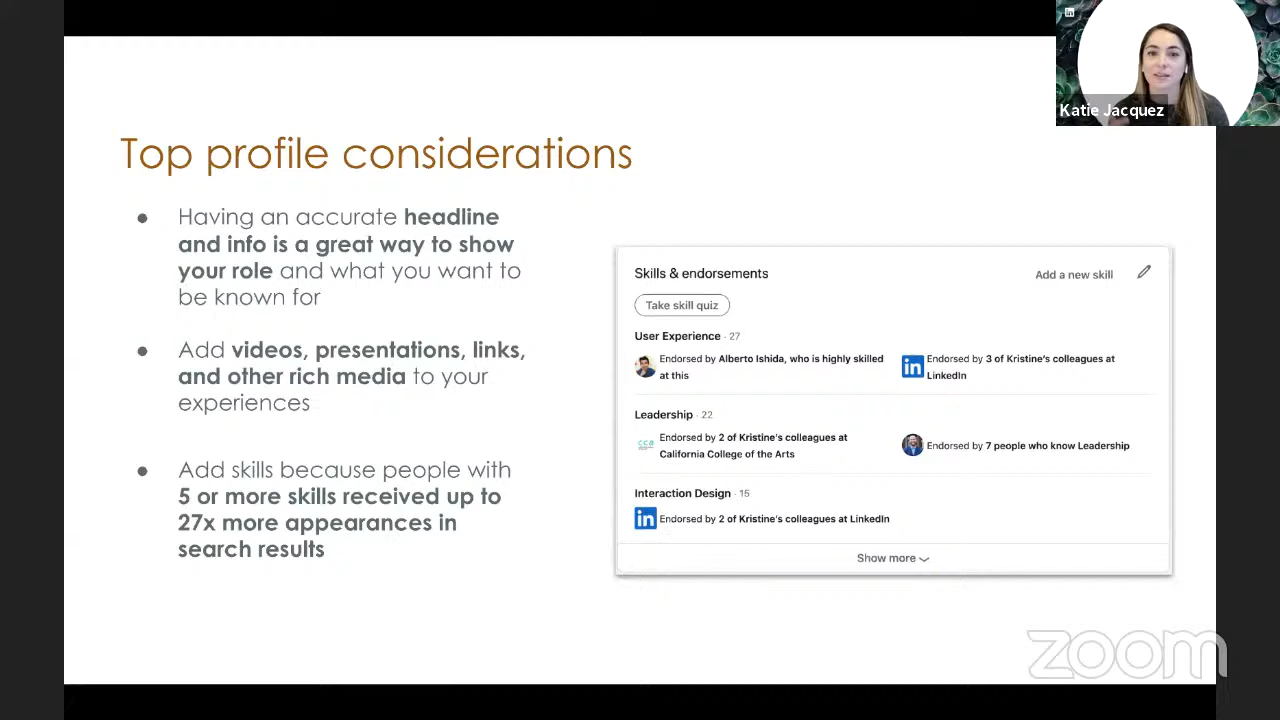 Katie Jacquez
Top profile considerations
● Having an accurate headline
and info is a great way to show
your role and what you want to
be known for
● Add videos, presentations, links,
and other rich media to your
experiences
● Add skills because people with
5 or more skills received up to
27x more appearances in
search results
Skills & endorsements
Add a new skill
Take skill quiz
User Experience · 27
Endorsed by Alberto Ishida, who is highly skilled
at this
in
Endorsed by 3 of Kristine's colleagues at
LinkedIn
Leadership · 22
cca
Endorsed by 2 of Kristine's colleagues at
California College of the Arts
Endorsed by 7 people who know Leadership
Interaction Design · 15
in
Endorsed by 2 of Kristine's colleagues at LinkedIn
Show more
zoom